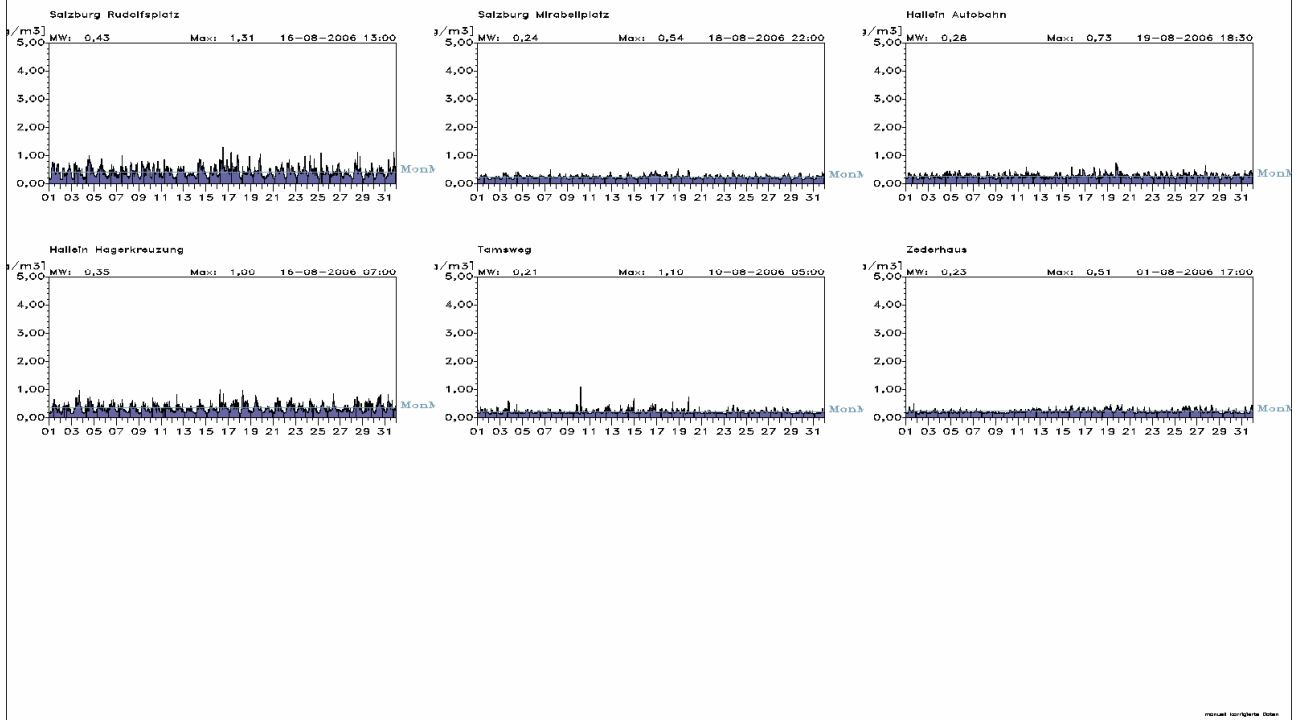 Salzburg Rudolfsplatz
g/m3] MW: 0,43 Max: 1,31 16-08-2006 13:00
5,00
4,00
3,00
2,00
1,00
0,00
MonM
01 03 05 07 09 11 13 15 17 19 21 23 25 27 29 31
Salzburg Mirabellplatz
g/m3] MW: 0,24 Max: 0,54 18-08-2006 22:00
5,00
4,00
3,00
2,00
1,00
0,00
MonM
01 03 05 07 09 11 13 15 17 19 21 23 25 27 29 31
Hallein Autobahn
g/m3] MW: 0,28 Max: 0,73 19-08-2006 18:30
5,00
4,00
3,00
2,00
1,00
0,00
MonM
01 03 05 07 09 11 13 15 17 19 21 23 25 27 29 31
Hallein Hagerkreuzung
g/m3] MW: 0,35 Max: 1,00 16-08-2006 07:00
5,00
4,00
3,00
2,00
1,00
0,00
MonM
01 03 05 07 09 11 13 15 17 19 21 23 25 27 29 31
Tamsweg
g/m3] MW: 0,21 Max: 1,10 10-08-2006 05:00
5,00
4,00
3,00
2,00
1,00
0,00
MonM
01 03 05 07 09 11 13 15 17 19 21 23 25 27 29 31
Zederhaus
g/m3] MW: 0,23 Max: 0,51 01-08-2006 17:00
5,00
4,00
3,00
2,00
1,00
0,00
MonM
01 03 05 07 09 11 13 15 17 19 21 23 25 27 29 31
manuell korrigierte Daten